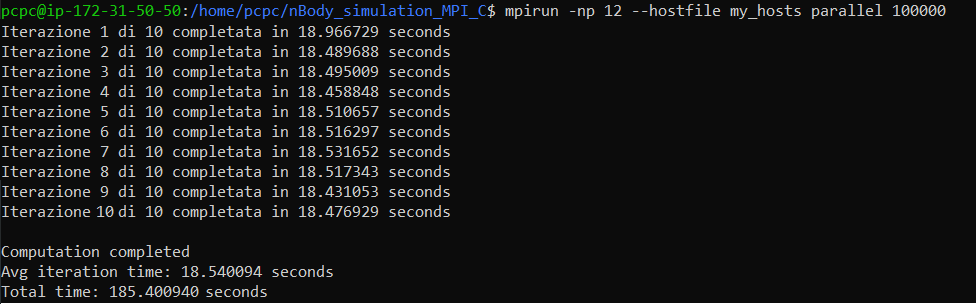 pcpc@ip-172-31-50-50:/home/pcpc/nBody_simulation_MPI_C$ mpirun -np 12 --hostfile my_hosts parallel 100000
Iterazione 1 di 10 completata in 18.966729 seconds
Iterazione 2 di 10 completata in 18.489688 seconds
Iterazione 3 di 10 completata in 18.495009 seconds
Iterazione 4 di 10 completata in 18.458848 seconds
Iterazione 5 di 10 completata in 18.510657 seconds
Iterazione 6 di 10 completata in 18.516297 seconds
Iterazione 7 di 10 completata in 18.531652 seconds
Iterazione 8 di 10 completata in 18.517343 seconds
Iterazione 9 di 10 completata in 18.431053 seconds
Iterazione 10 di 10 completata in 18.476929 seconds
Computation completed
Avg iteration time: 18.540094 seconds
Total time: 185.400940 seconds